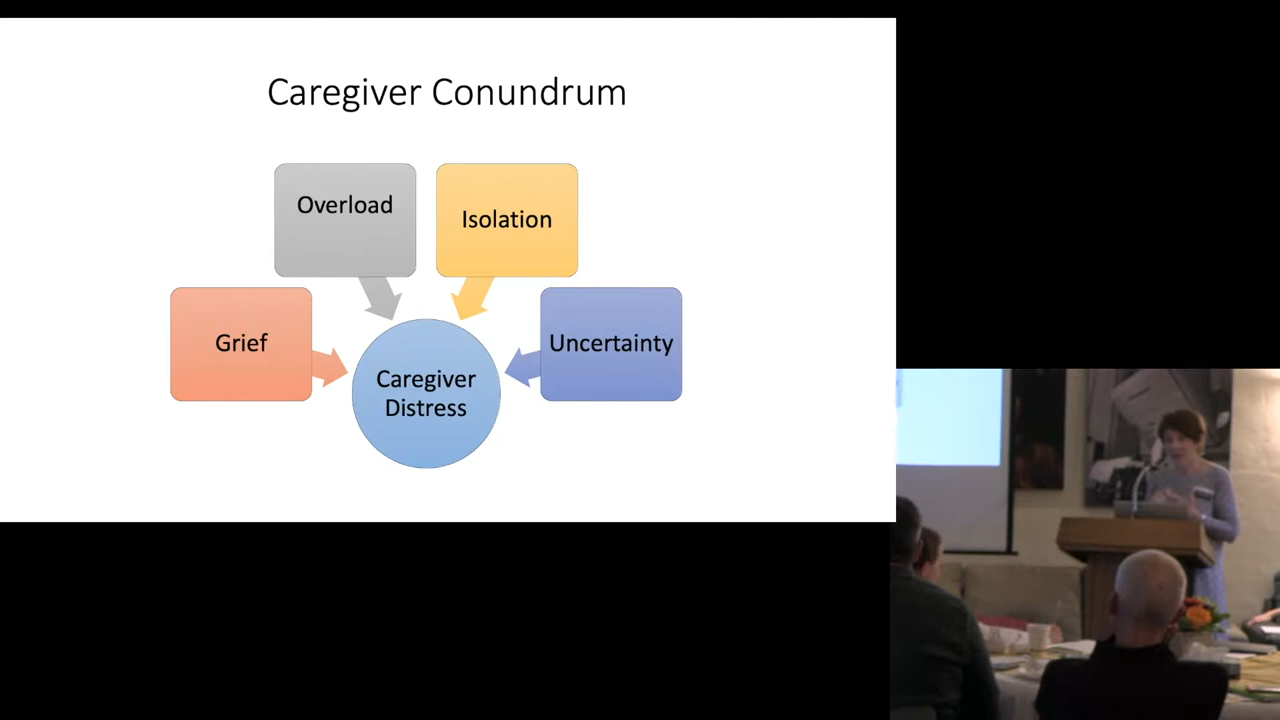 Caregiver Conundrum
Overload
Isolation
Grief
Uncertainty
Caregiver
Distress